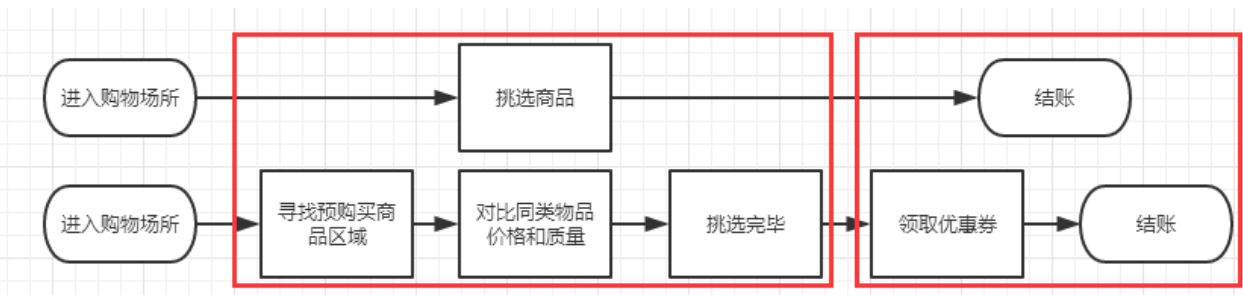 进入购物场所
挑选商品
结账
进入购物场所
寻找预购买商
品区域
对比同类物品
价格和质量
挑选完毕
领取优惠券
结账